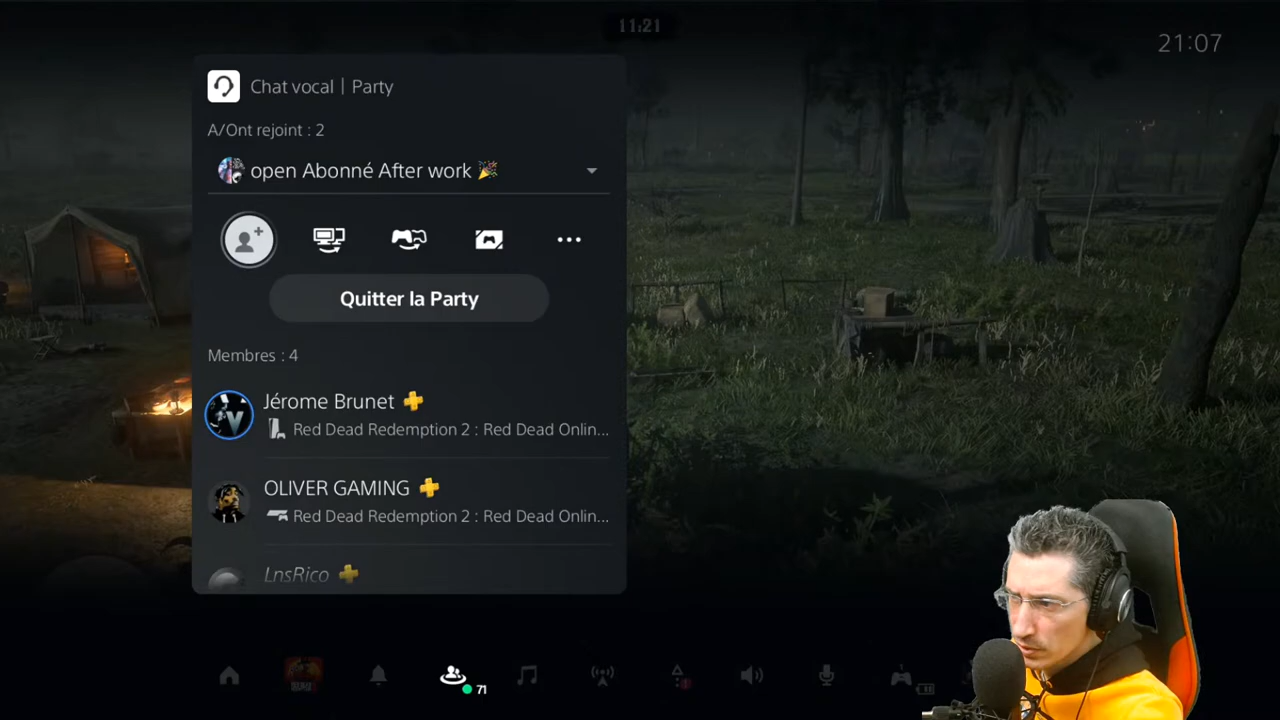 11:21
21:07
Chat vocal | Party
A/Ont rejoint : 2
open Abonné After work 🎉
Quitter la Party
Membres : 4
Jérome Brunet
Red Dead Redemption 2 : Red Dead Onlin...
OLIVER GAMING
Red Dead Redemption 2 : Red Dead Onlin...
LnsRico
71